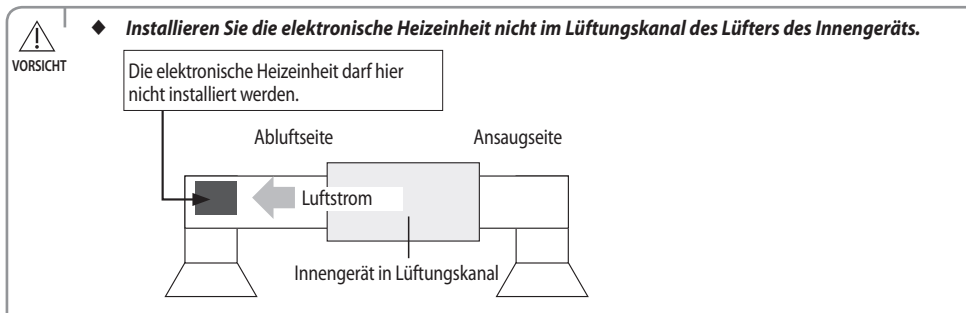 VORSICHT
◆ Installieren Sie die elektronische Heizeinheit nicht im Lüftungskanal des Lüfters des Innengeräts.
Die elektronische Heizeinheit darf hier
nicht installiert werden.
Abluftseite
Ansaugseite
Luftstrom
Innengerät in Lüftungskanal